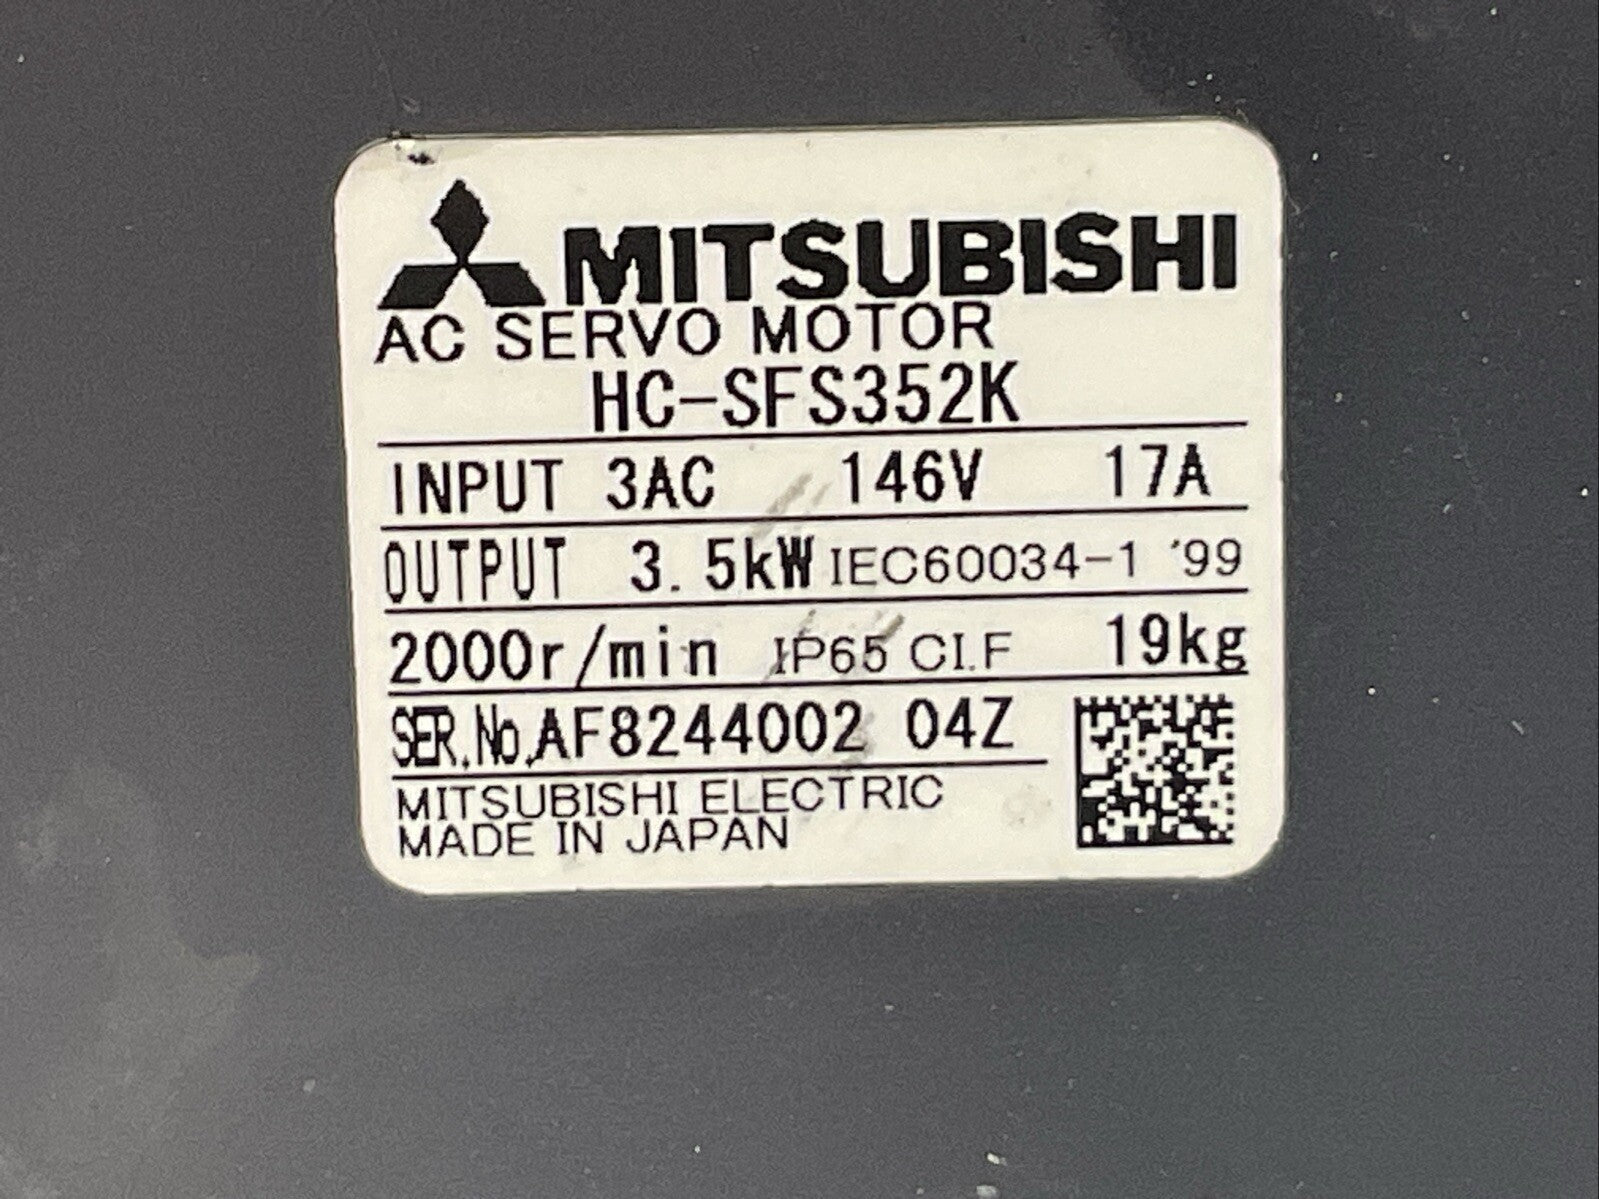 MITSUBISHI
AC SERVO MOTOR
HC-SFS352K
INPUT 3AC 146V 17A
OUTPUT 3.5kW IEC60034-1 '99
2000r/min IP65 CI.F 19kg
SER.No.AF8244002 04Z
MITSUBISHI ELECTRIC
MADE IN JAPAN